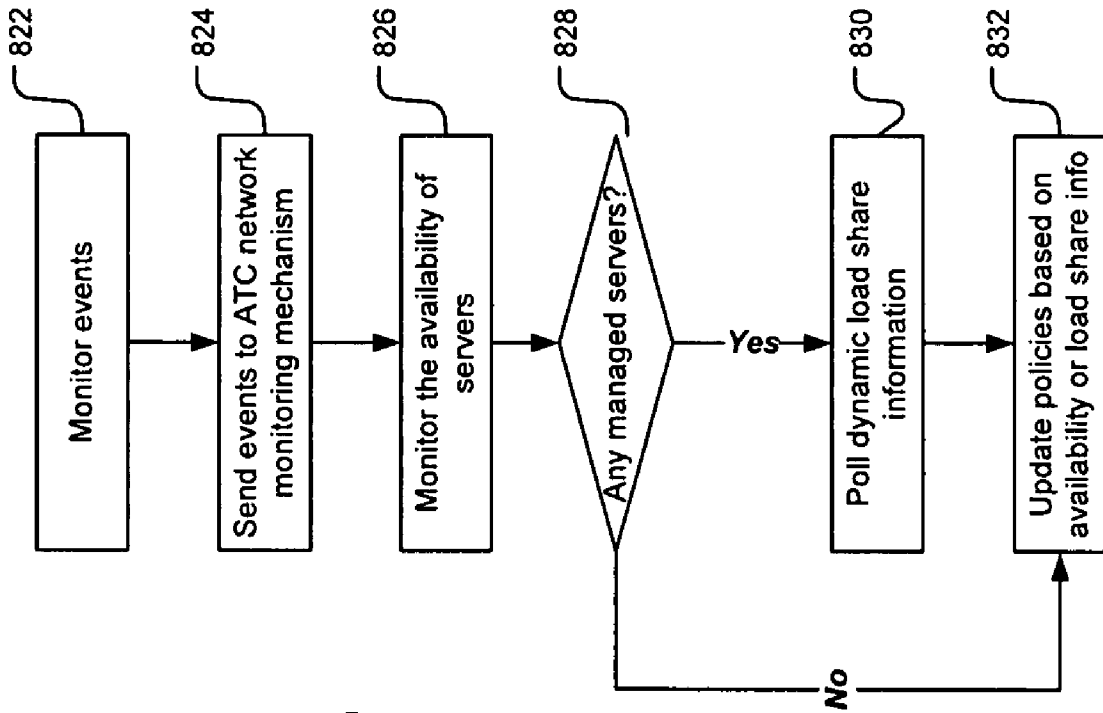 Monitor events
822
Send events to ATC network
monitoring mechanism
824
Monitor the availability of
servers
826
Any managed servers?
828
Yes
No
Poll dynamic load share
information
830
Update policies based on
availability or load share info
832